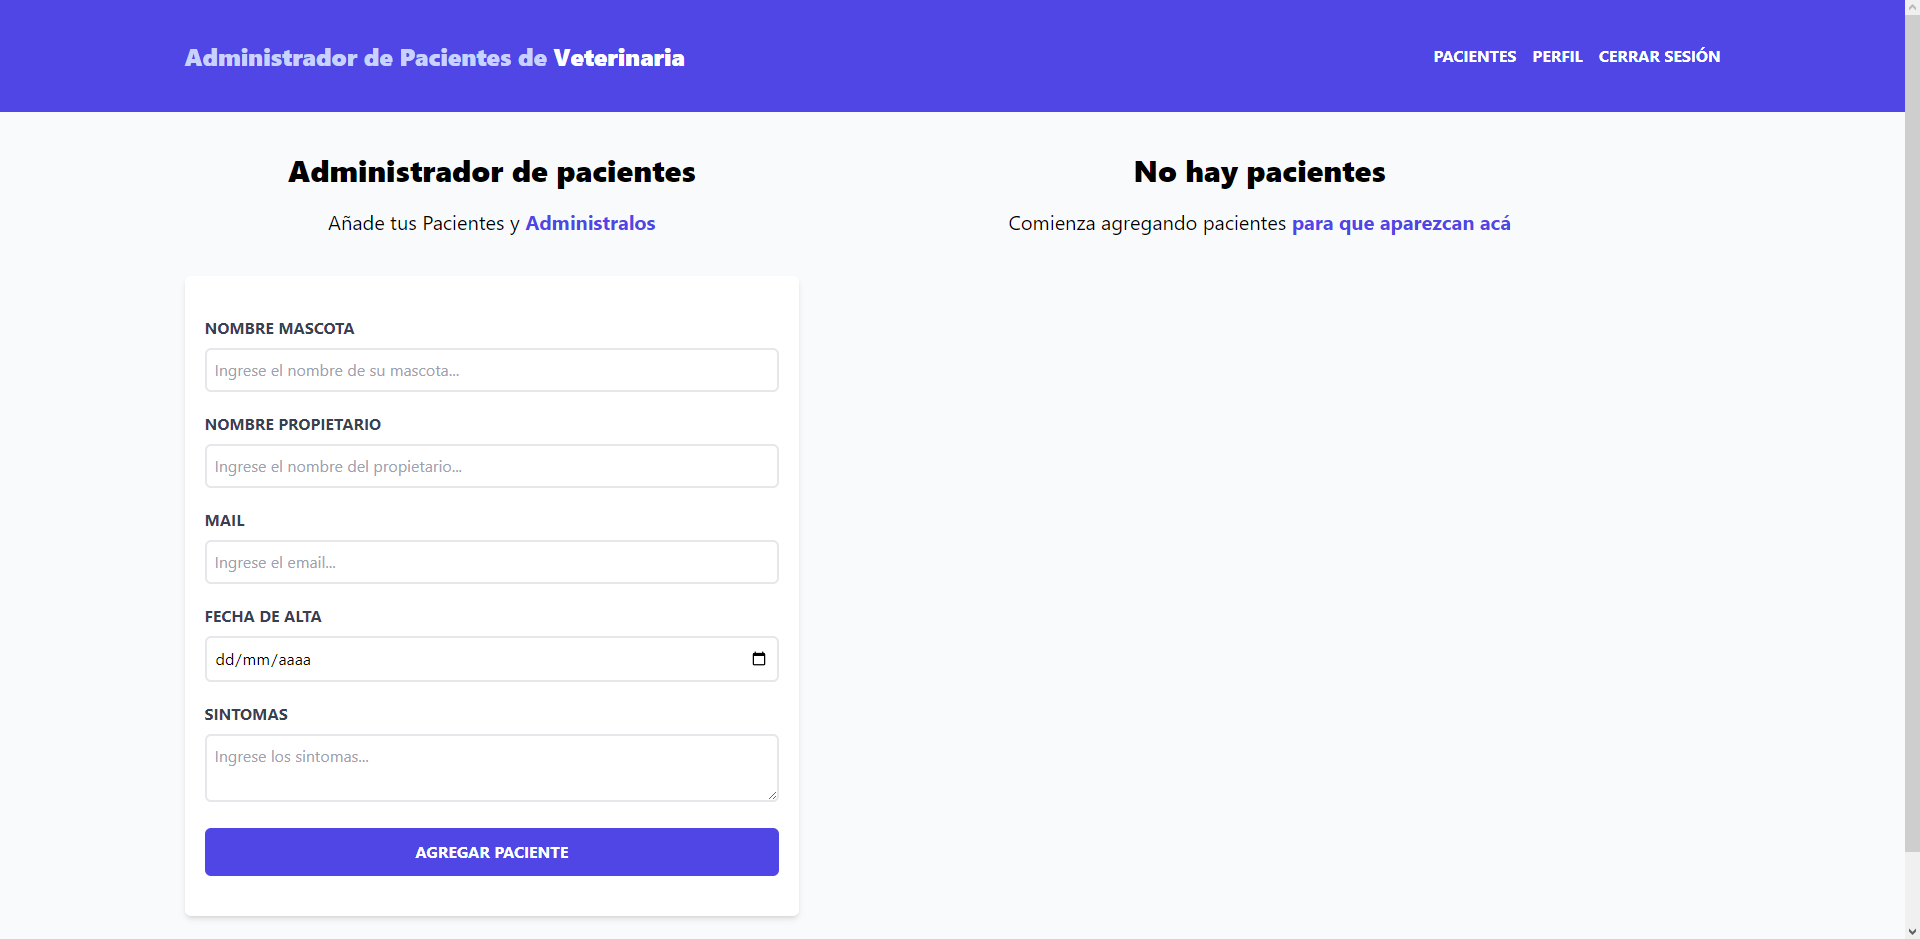 Administrador de Pacientes de Veterinaria
PACIENTES PERFIL CERRAR SESIÓN
Administrador de pacientes
Añade tus Pacientes y Administralos
No hay pacientes
Comienza agregando pacientes para que aparezcan acá
NOMBRE MASCOTA
Ingrese el nombre de su mascota...
NOMBRE PROPIETARIO
Ingrese el nombre del propietario...
MAIL
Ingrese el email...
FECHA DE ALTA
dd/mm/aaaa
SINTOMAS
Ingrese los sintomas...
AGREGAR PACIENTE